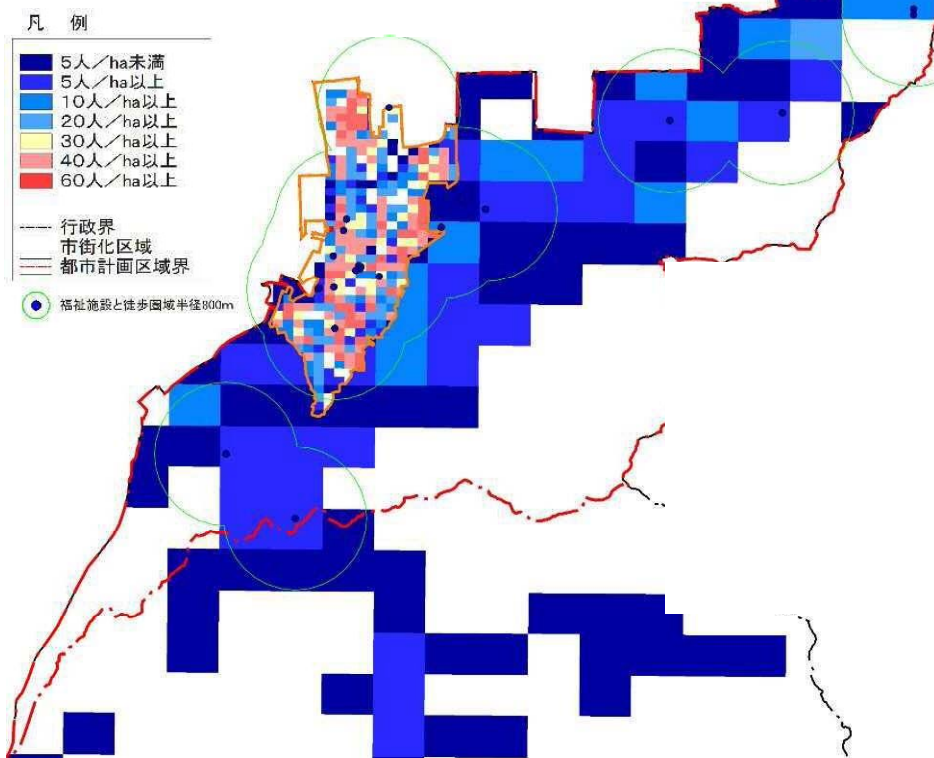 凡 例
5人／ha未満
5人／ha以上
10人／ha以上
20人／ha以上
30人／ha以上
40人／ha以上
60人／ha以上
行政界
市街化区域
都市計画区域界
福祉施設と徒歩圏域半径800m